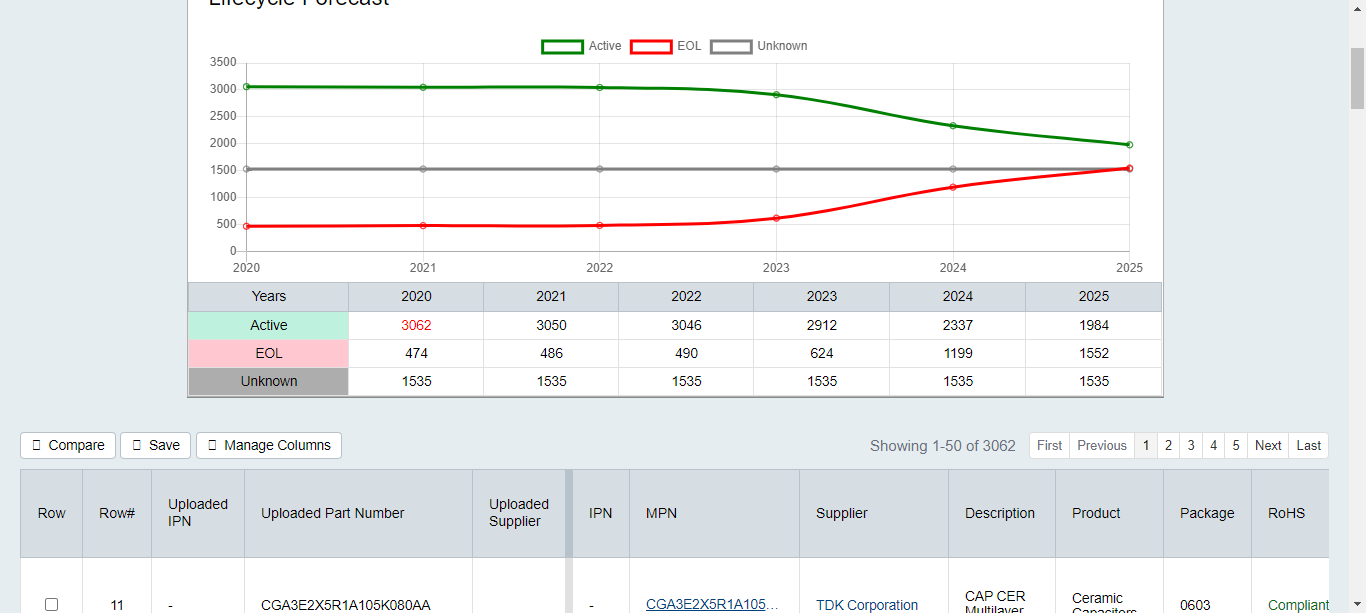 Lifecycle Forecast
Active EOL Unknown
3500
3000
2500
2000
1500
1000
500
0
2020 2021 2022 2023 2024 2025
Years 2020 2021 2022 2023 2024 2025
Active 3062 3050 3046 2912 2337 1984
EOL 474 486 490 624 1199 1552
Unknown 1535 1535 1535 1535 1535 1535
Compare Save Manage Columns Showing 1-50 of 3062 First Previous 1 2 3 4 5 Next Last
Row Row# Uploaded IPN Uploaded Part Number Uploaded Supplier IPN MPN Supplier Description Product Package RoHS
11 - CGA3E2X5R1A105K080AA - CGA3E2X5R1A105… TDK Corporation CAP CER Multilayer Ceramic Capacitors 0603 Compliant